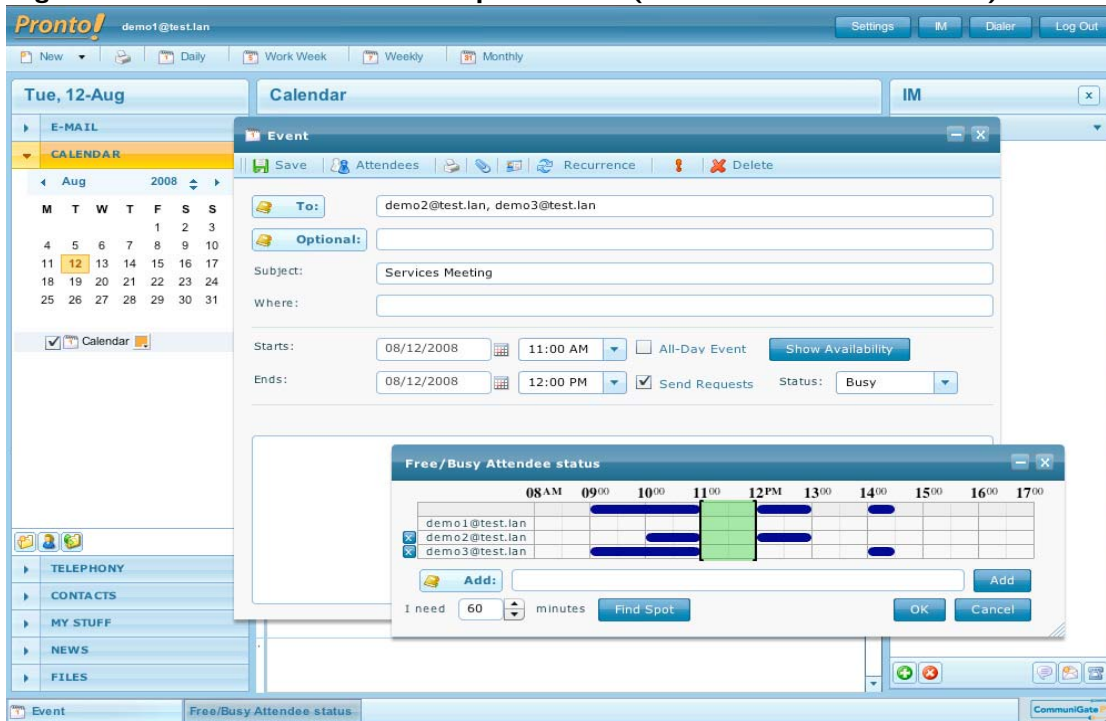 Pronto! demo1@test.lan Settings IM Dialer Log Out
New Daily Work Week Weekly Monthly
Tue, 12-Aug Calendar IM
E-MAIL
CALENDAR
Aug 2008
M T W T F S S
1 2 3
4 5 6 7 8 9 10
11 12 13 14 15 16 17
18 19 20 21 22 23 24
25 26 27 28 29 30 31
Calendar
Event
Save Attendees Recurrence Delete
To: demo2@test.lan, demo3@test.lan
Optional:
Subject: Services Meeting
Where:
Starts: 08/12/2008 11:00 AM All-Day Event Show Availability
Ends: 08/12/2008 12:00 PM Send Requests Status: Busy
Free/Busy Attendee status
08AM 0900 1000 1100 12PM 1300 1400 1500 1600 1700
demo1@test.lan
demo2@test.lan
demo3@test.lan
Add: Add
I need 60 minutes Find Spot OK Cancel
TELEPHONY
CONTACTS
MY STUFF
NEWS
FILES
Event Free/Busy Attendee status CommuniGate